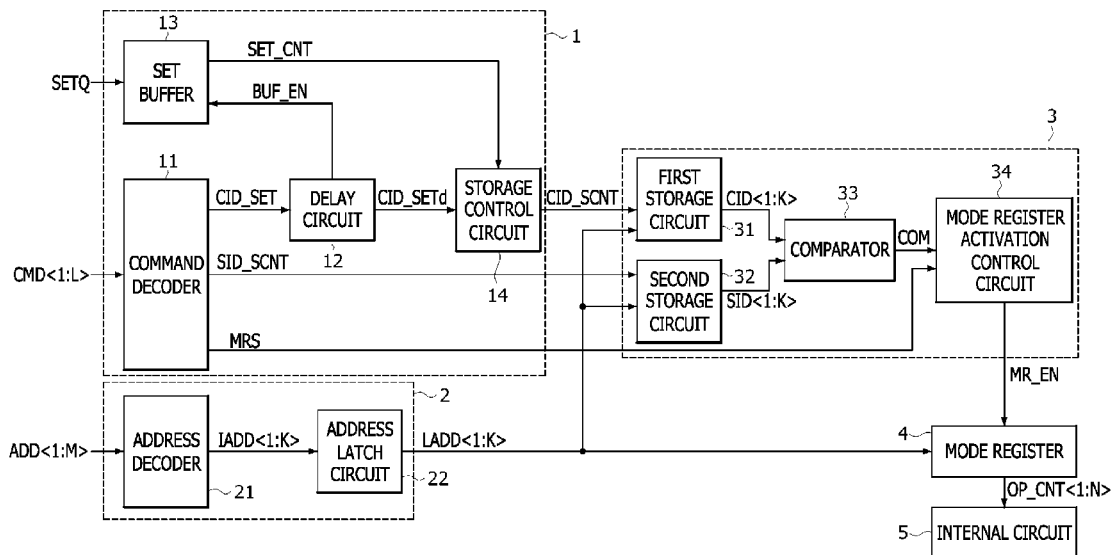 13
SETQ
SET
BUFFER
SET_CNT
BUF_EN
1
11
CMD<1:L>
COMMAND
DECODER
CID_SET
DELAY
CIRCUIT
12
CID_SETd
STORAGE
CONTROL
CIRCUIT
14
CID_SCNT
SID_SCNT
MRS
3
FIRST
STORAGE
CIRCUIT
31
CID<1:K>
SECOND
STORAGE
CIRCUIT
32
SID<1:K>
33
COMPARATOR
COM
34
MODE REGISTER
ACTIVATION
CONTROL
CIRCUIT
MR_EN
2
ADD<1:M>
ADDRESS
DECODER
21
IADD<1:K>
ADDRESS
LATCH
CIRCUIT
22
LADD<1:K>
4
MODE REGISTER
OP_CNT<1:N>
5
INTERNAL CIRCUIT